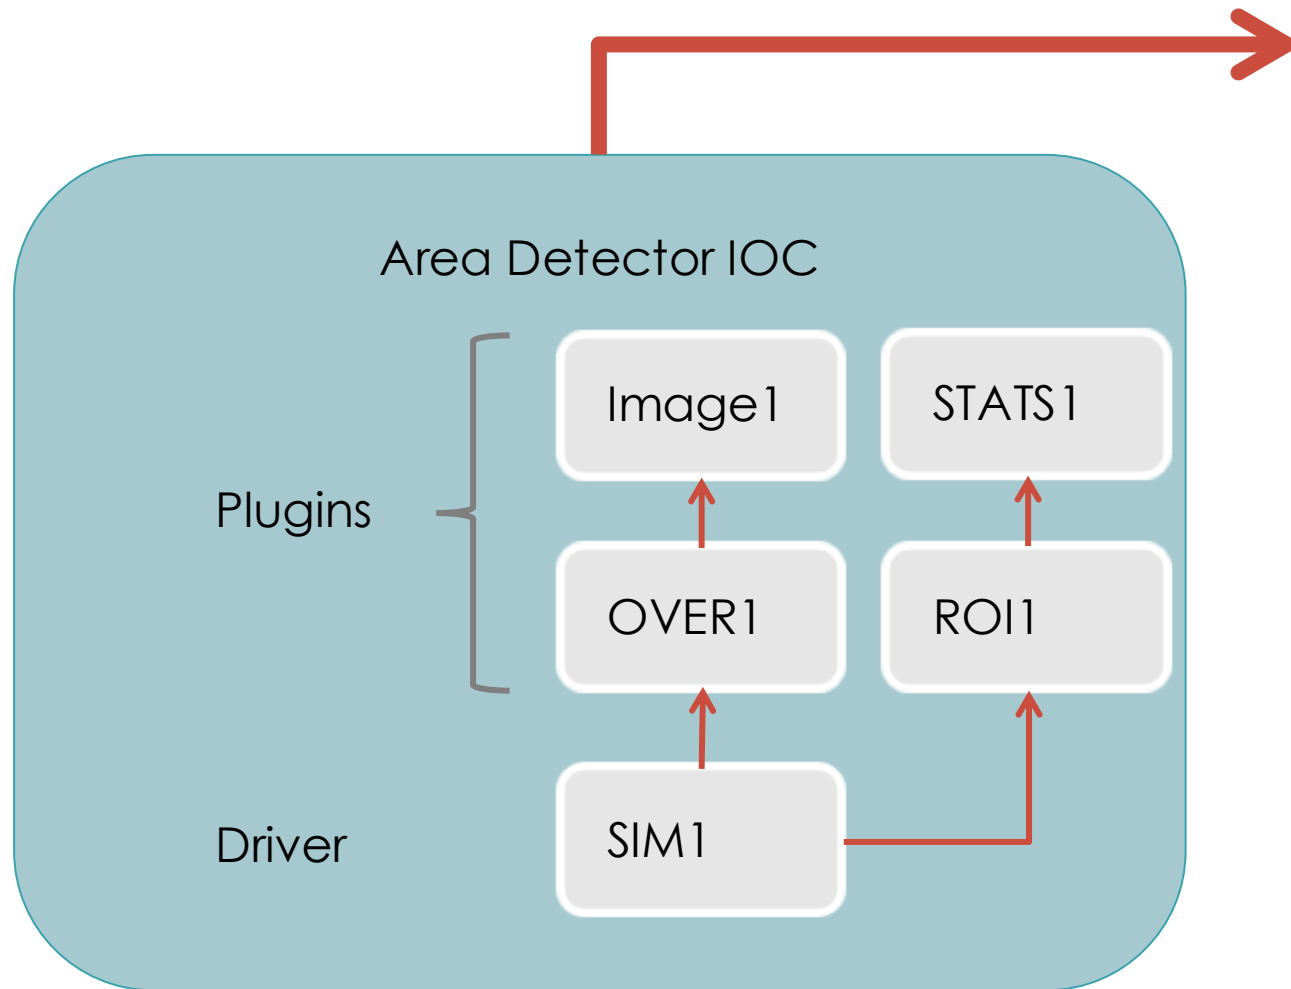 Area Detector IOC
Image1
STATS1
Plugins
OVER1
ROI1
Driver
SIM1